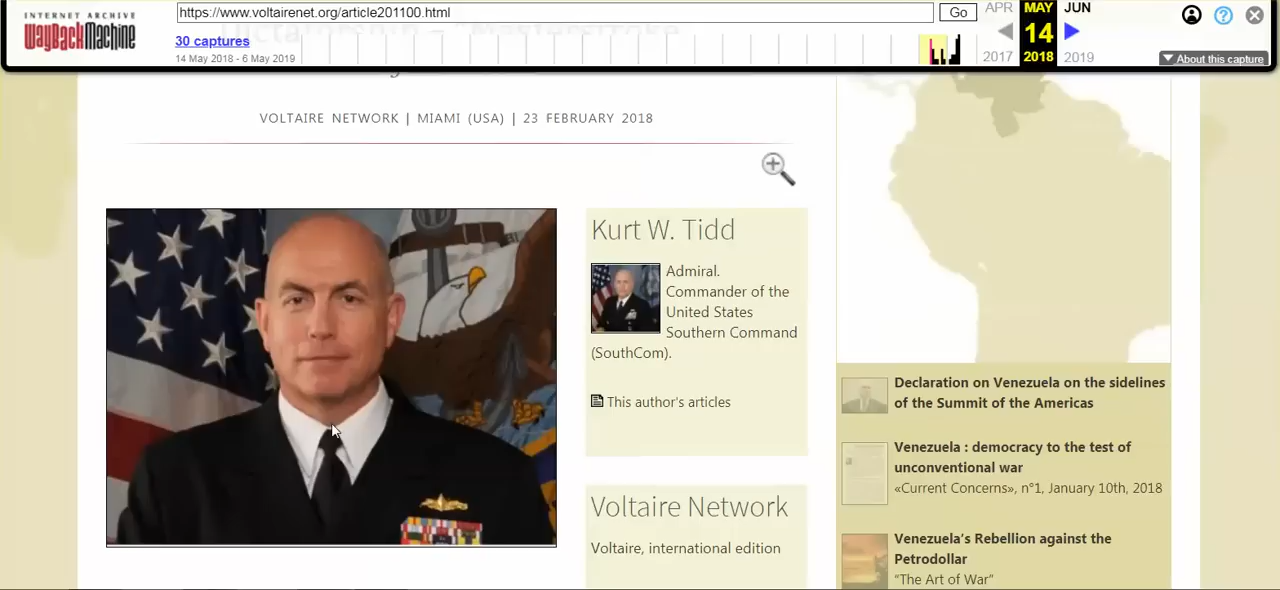 INTERNET ARCHIVE
WayBackMachine
https://www.voltairenet.org/article201100.html
Go
APR
MAY
JUN
30 captures
14 May 2018 - 6 May 2019
14
2017
2018
2019
About this capture
VOLTAIRE NETWORK | MIAMI (USA) | 23 FEBRUARY 2018
Kurt W. Tidd
Admiral.
Commander of the
United States
Southern Command
(SouthCom).
This author's articles
Voltaire Network
Voltaire, international edition
Declaration on Venezuela on the sidelines
of the Summit of the Americas
Venezuela : democracy to the test of
unconventional war
«Current Concerns», n°1, January 10th, 2018
Venezuela's Rebellion against the
Petrodollar
“The Art of War”